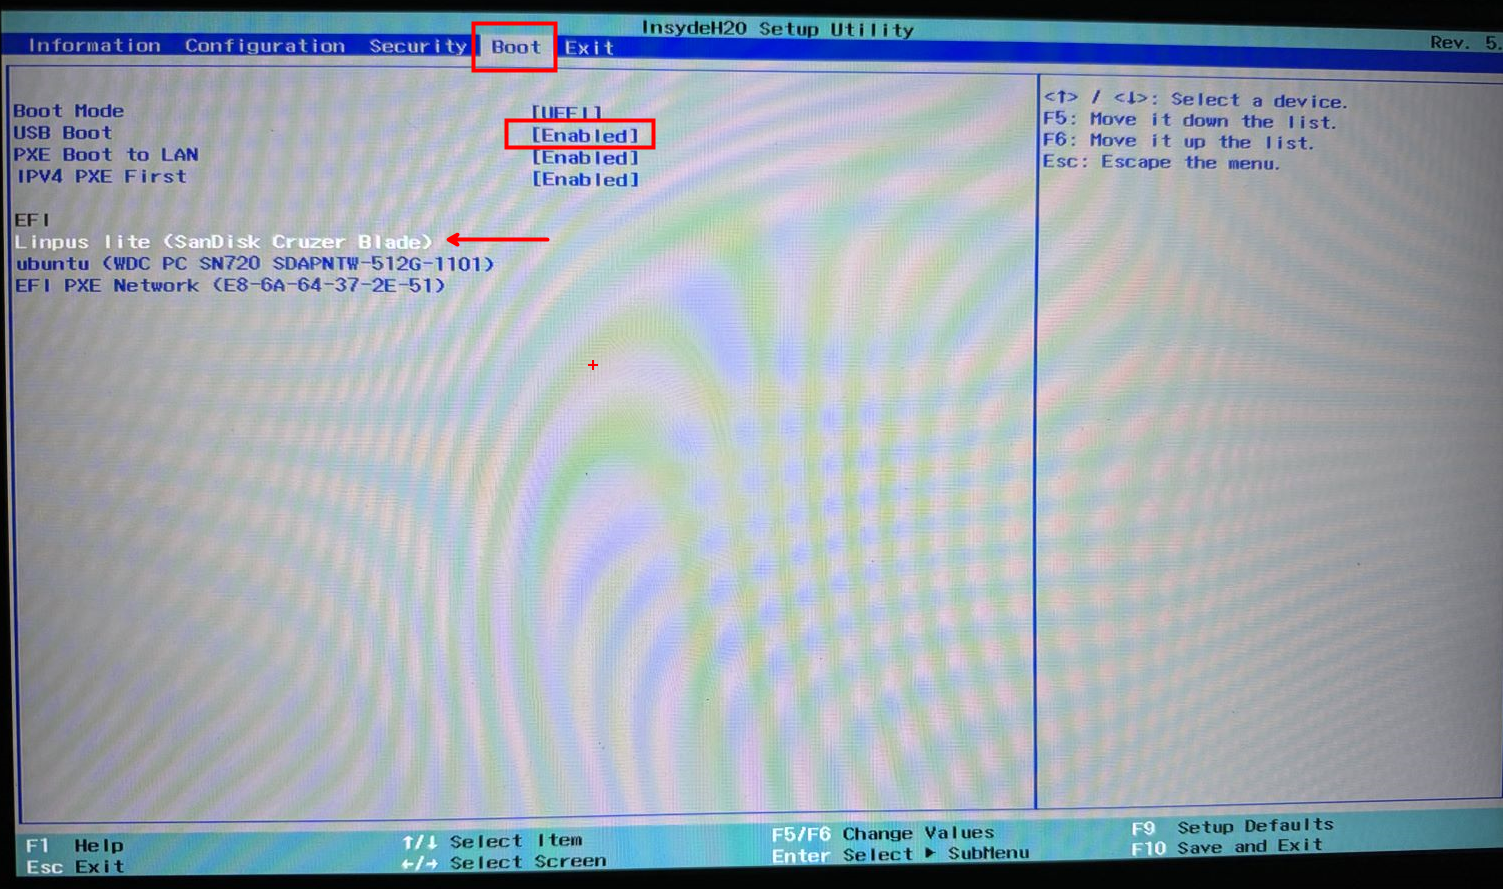 InsydeH20 Setup Utility
Rev. 5.
Information Configuration Security Boot Exit
Boot Mode [UEFI]
USB Boot [Enabled]
PXE Boot to LAN [Enabled]
IPV4 PXE First [Enabled]
EFI
Linpus lite (SanDisk Cruzer Blade)
ubuntu (WDC PC SN720 SDAPNTW-512G-1101)
EFI PXE Network (E8-6A-64-37-2E-51)
<↑> / <↓>: Select a device.
F5: Move it down the list.
F6: Move it up the list.
Esc: Escape the menu.
F1 Help ↑/↓ Select Item F5/F6 Change Values F9 Setup Defaults
Esc Exit ←/→ Select Screen Enter Select ▶ SubMenu F10 Save and Exit